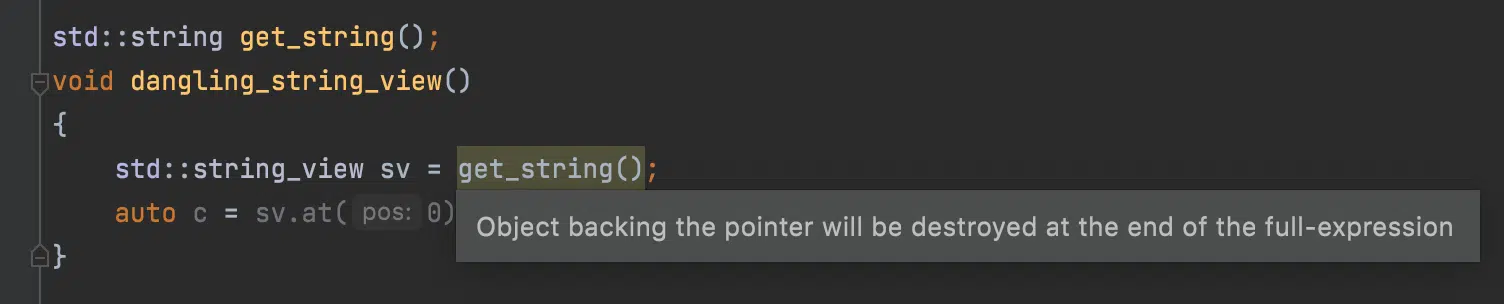 std::string get_string();
void dangling_string_view()
{
std::string_view sv = get_string();
auto c = sv.at( pos: 0)
Object backing the pointer will be destroyed at the end of the full-expression
}